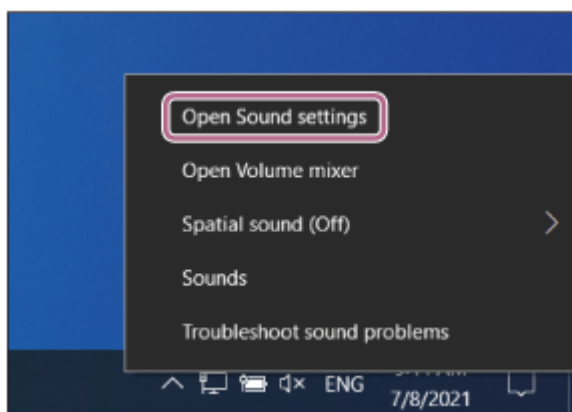 Open Sound settings
Open Volume mixer
Spatial sound (Off)
Sounds
Troubleshoot sound problems
ENG
7/8/2021